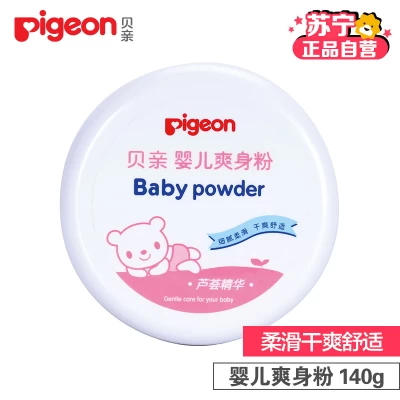 pigeon 贝亲
苏宁
正品自营
pigeon
贝亲 婴儿爽身粉
Baby powder
细腻柔滑 干爽舒适
芦荟精华
Gentle care for your baby
柔滑干爽舒适
婴儿爽身粉 140g